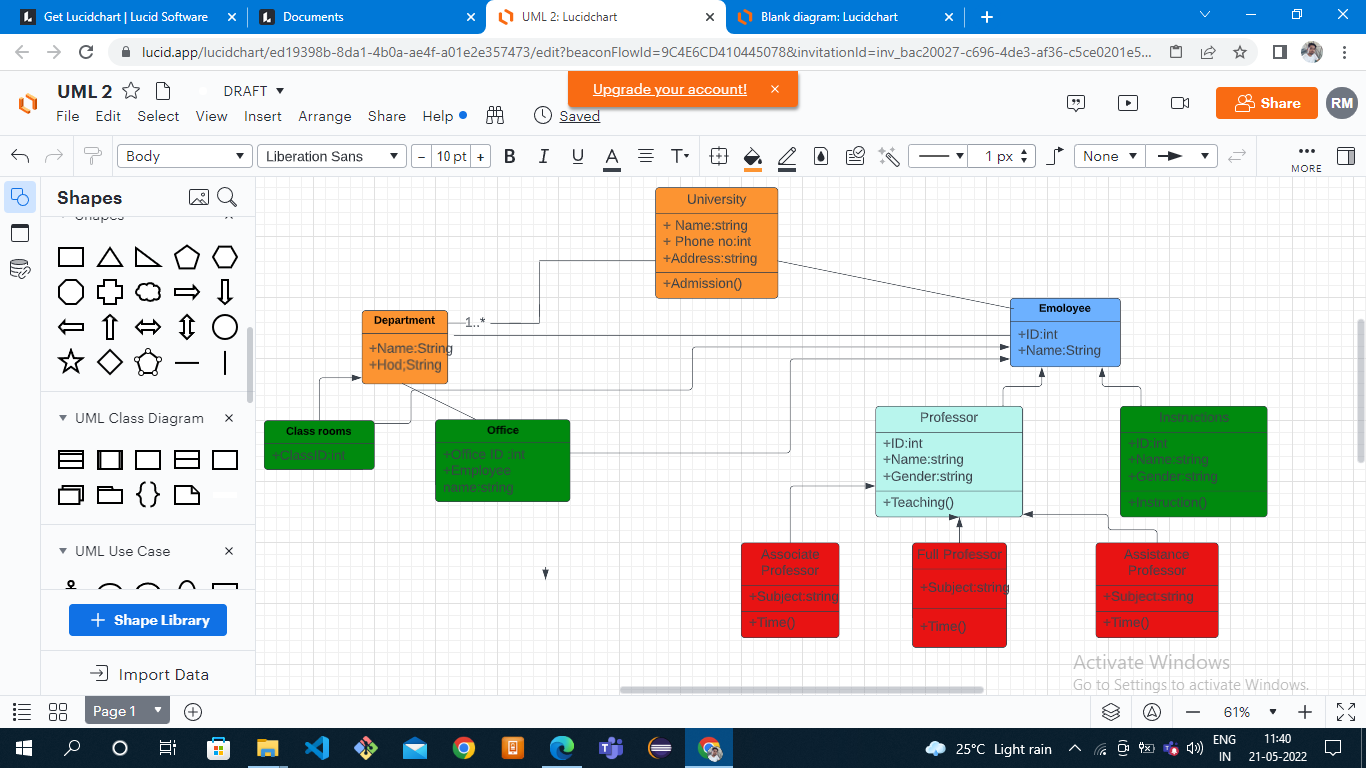 Get Lucidchart | Lucid Software
Documents
UML 2: Lucidchart
Blank diagram: Lucidchart
lucid.app/lucidchart/ed19398b-8da1-4b0a-ae4f-a01e2e357473/edit?beaconFlowId=9C4E6CD410445078&invitationId=inv_bac20027-c696-4de3-af36-c5ce0201e5...
UML 2
DRAFT
Upgrade your account!
File Edit Select View Insert Arrange Share Help
Saved
Share
RM
Body
Liberation Sans
10 pt
B I U A T
1 px
None
MORE
Shapes
Shapes
UML Class Diagram
UML Use Case
Shape Library
Import Data
University
+ Name:string
+ Phone no:int
+Address:string
+Admission()
Department
+Name:String
+Hod;String
1..*
Emoloyee
+ID:int
+Name:String
Class rooms
+ClassID:int
Office
+Office ID :int
+Employee
name:string
Professor
+ID:int
+Name:string
+Gender:string
+Teaching()
Instructions
+ID:int
+Name:string
+Gender:string
+Instruction()
Associate
Professor
+Subject:string
+Time()
Full Professor
+Subject:string
+Time()
Assistance
Professor
+Subject:string
+Time()
Activate Windows
Go to Settings to activate Windows.
Page 1
61%
25°C Light rain
ENG
IN
11:40
21-05-2022